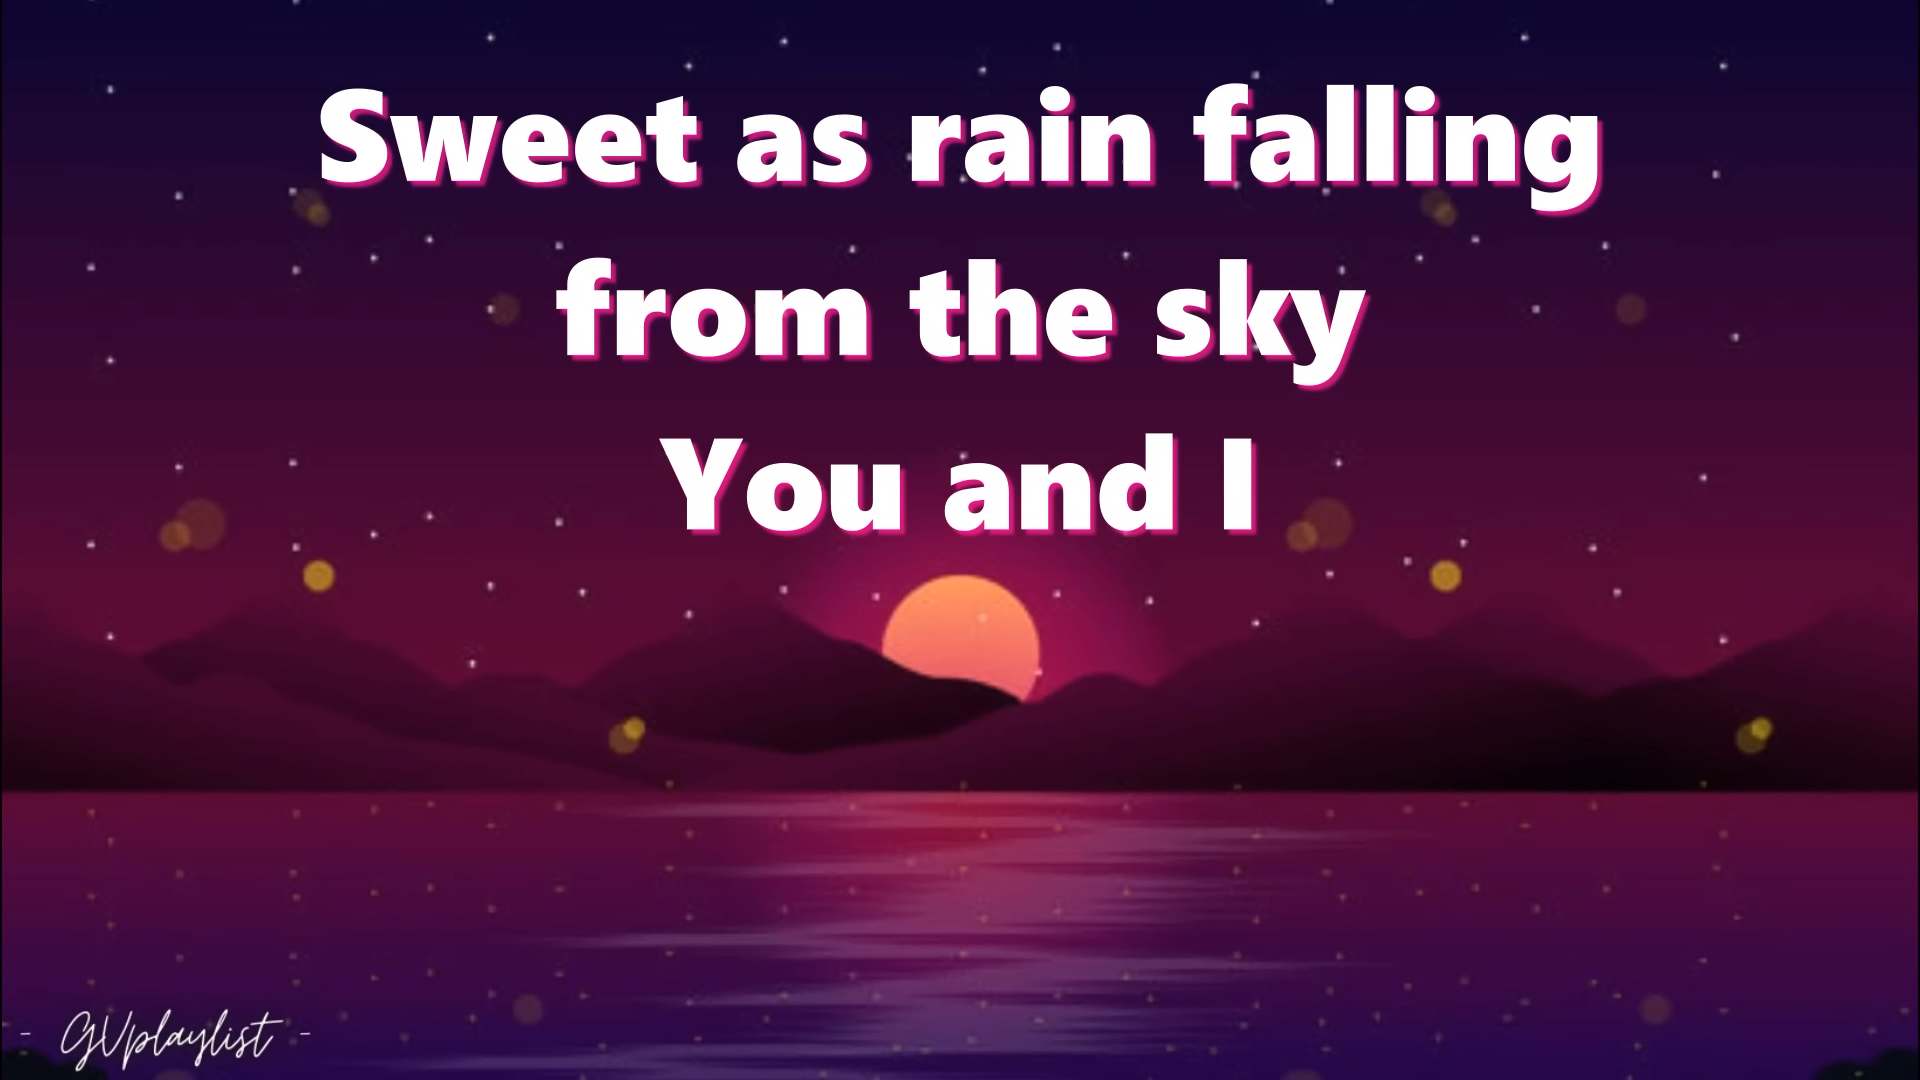 Sweet as rain falling
from the sky
You and I
- GVplaylist -